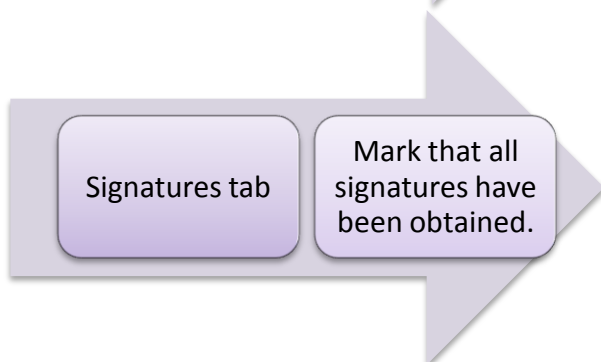 Signatures tab
Mark that all
signatures have
been obtained.